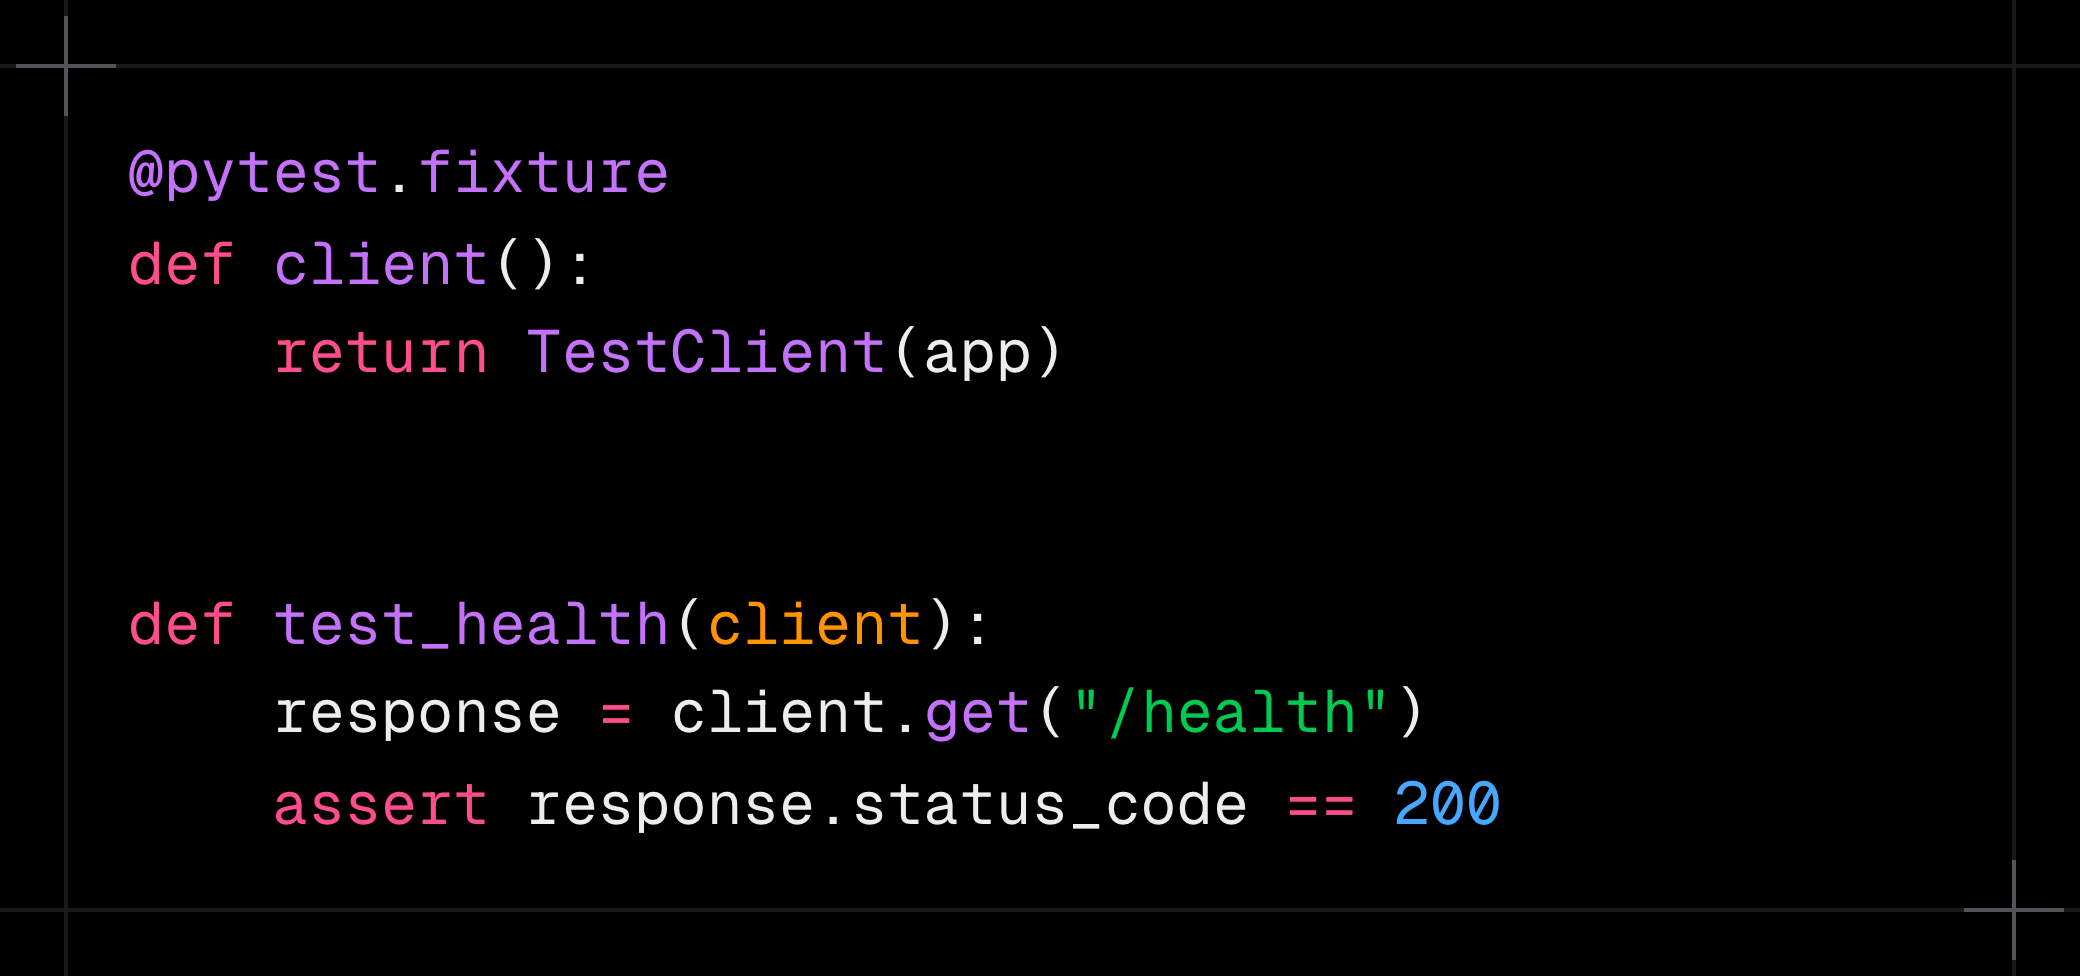 @pytest.fixture
def client():
    return TestClient(app)


def test_health(client):
    response = client.get("/health")
    assert response.status_code == 200